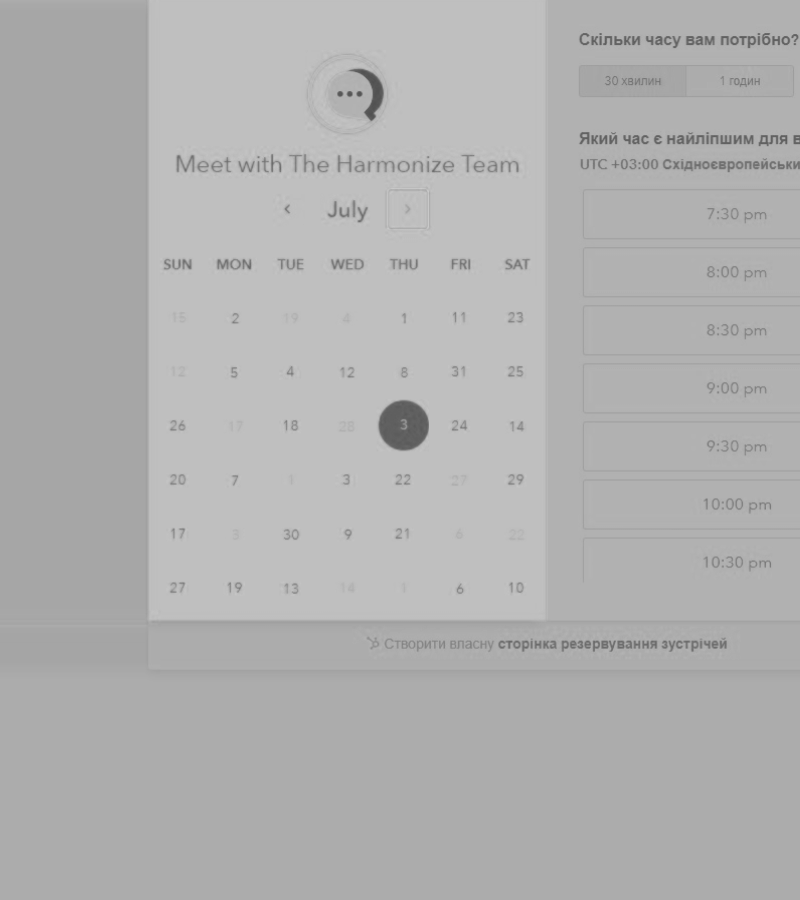 Meet with The Harmonize Team
July
SUN MON TUE WED THU FRI SAT
15 2 19 4 1 11 23
12 5 4 12 8 31 25
26 17 18 28 3 24 14
20 7 1 3 22 27 29
17 3 30 9 21 6 22
27 19 13 14 1 6 10
Скільки часу вам потрібно?
30 хвилин 1 годин
Який час є найліпшим для
UTC +03:00
7:30 pm
8:00 pm
8:30 pm
9:00 pm
9:30 pm
10:00 pm
10:30 pm
Створити власну сторінка резервування зустрічей